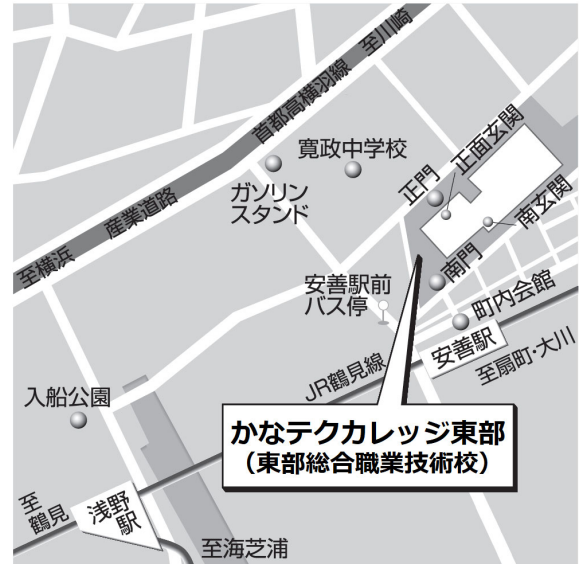 首都高横羽線
至川崎
産業道路
至横浜
寛政中学校
ガソリン
スタンド
正門
正面玄関
南玄関
南門
安善駅前
バス停
町内会館
安善駅
至扇町・大川
JR鶴見線
入船公園
かなテクカレッジ東部
（東部総合職業技術校）
至
鶴見
浅野
駅
至海芝浦